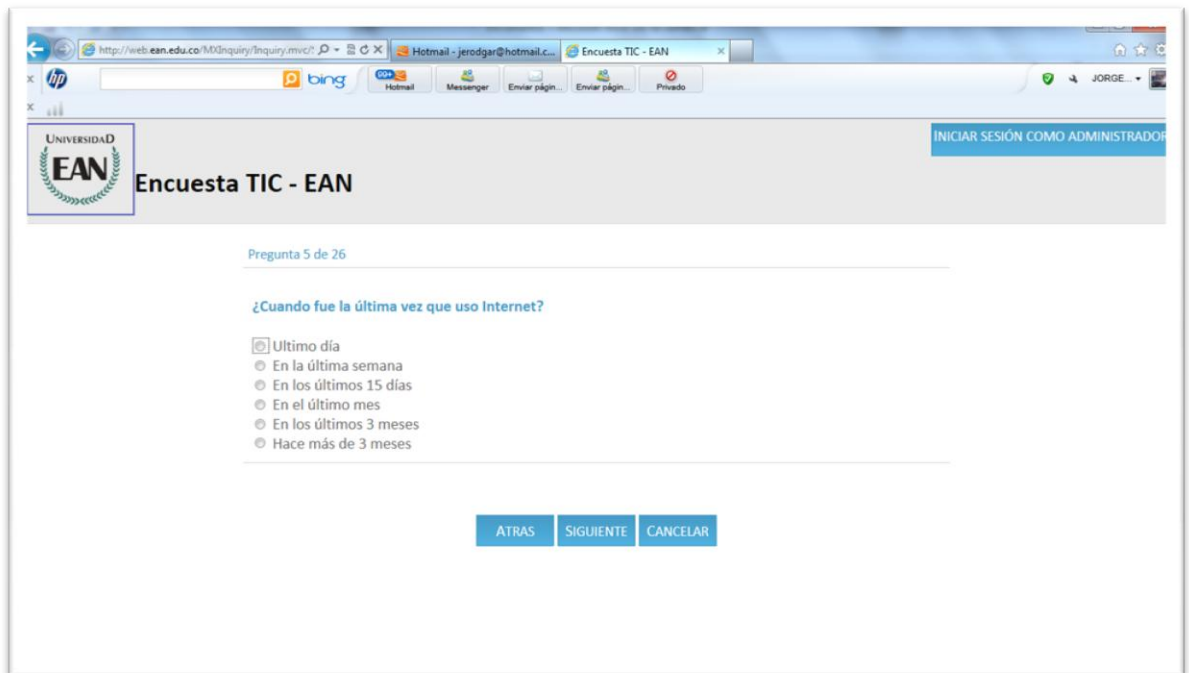 http://web.ean.edu.co/MXInquiry/Inquiry.mvc/
Hotmail - jerodgar@hotmail.c...
Encuesta TIC - EAN
hp
bing
99+
Hotmail
Messenger
Enviar págin...
Enviar págin...
Privado
JORGE...
UNIVERSIDAD
EAN
Encuesta TIC - EAN
INICIAR SESIÓN COMO ADMINISTRADOR
Pregunta 5 de 26
¿Cuando fue la última vez que uso Internet?
Ultimo día
En la última semana
En los últimos 15 días
En el último mes
En los últimos 3 meses
Hace más de 3 meses
ATRAS
SIGUIENTE
CANCELAR